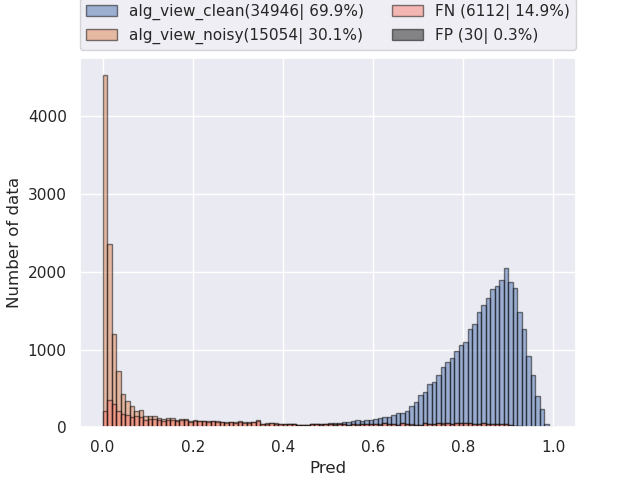 alg_view_clean(34946| 69.9%)
FN (6112| 14.9%)
alg_view_noisy(15054| 30.1%)
FP (30| 0.3%)
4000
3000
2000
1000
0
Number of data
0.0 0.2 0.4 0.6 0.8 1.0
Pred